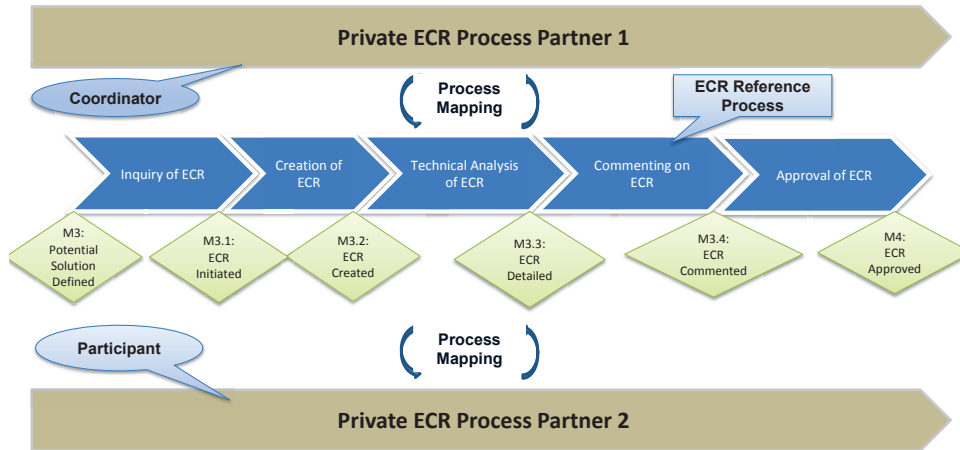 Private ECR Process Partner 1
Coordinator
Process
Mapping
ECR Reference
Process
Inquiry of ECR
Creation of
ECR
Technical Analysis
of ECR
Commenting on
ECR
Approval of ECR
M3:
Potential
Solution
Defined
M3.1:
ECR
Initiated
M3.2:
ECR
Created
M3.3:
ECR
Detailed
M3.4:
ECR
Commented
M4:
ECR
Approved
Participant
Process
Mapping
Private ECR Process Partner 2